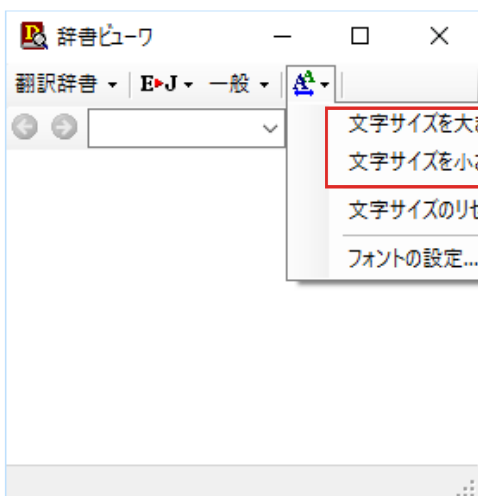 辞書ビューワ
翻訳辞書 E▸J 一般
文字サイズを大
文字サイズを小
文字サイズのリセ
フォントの設定...